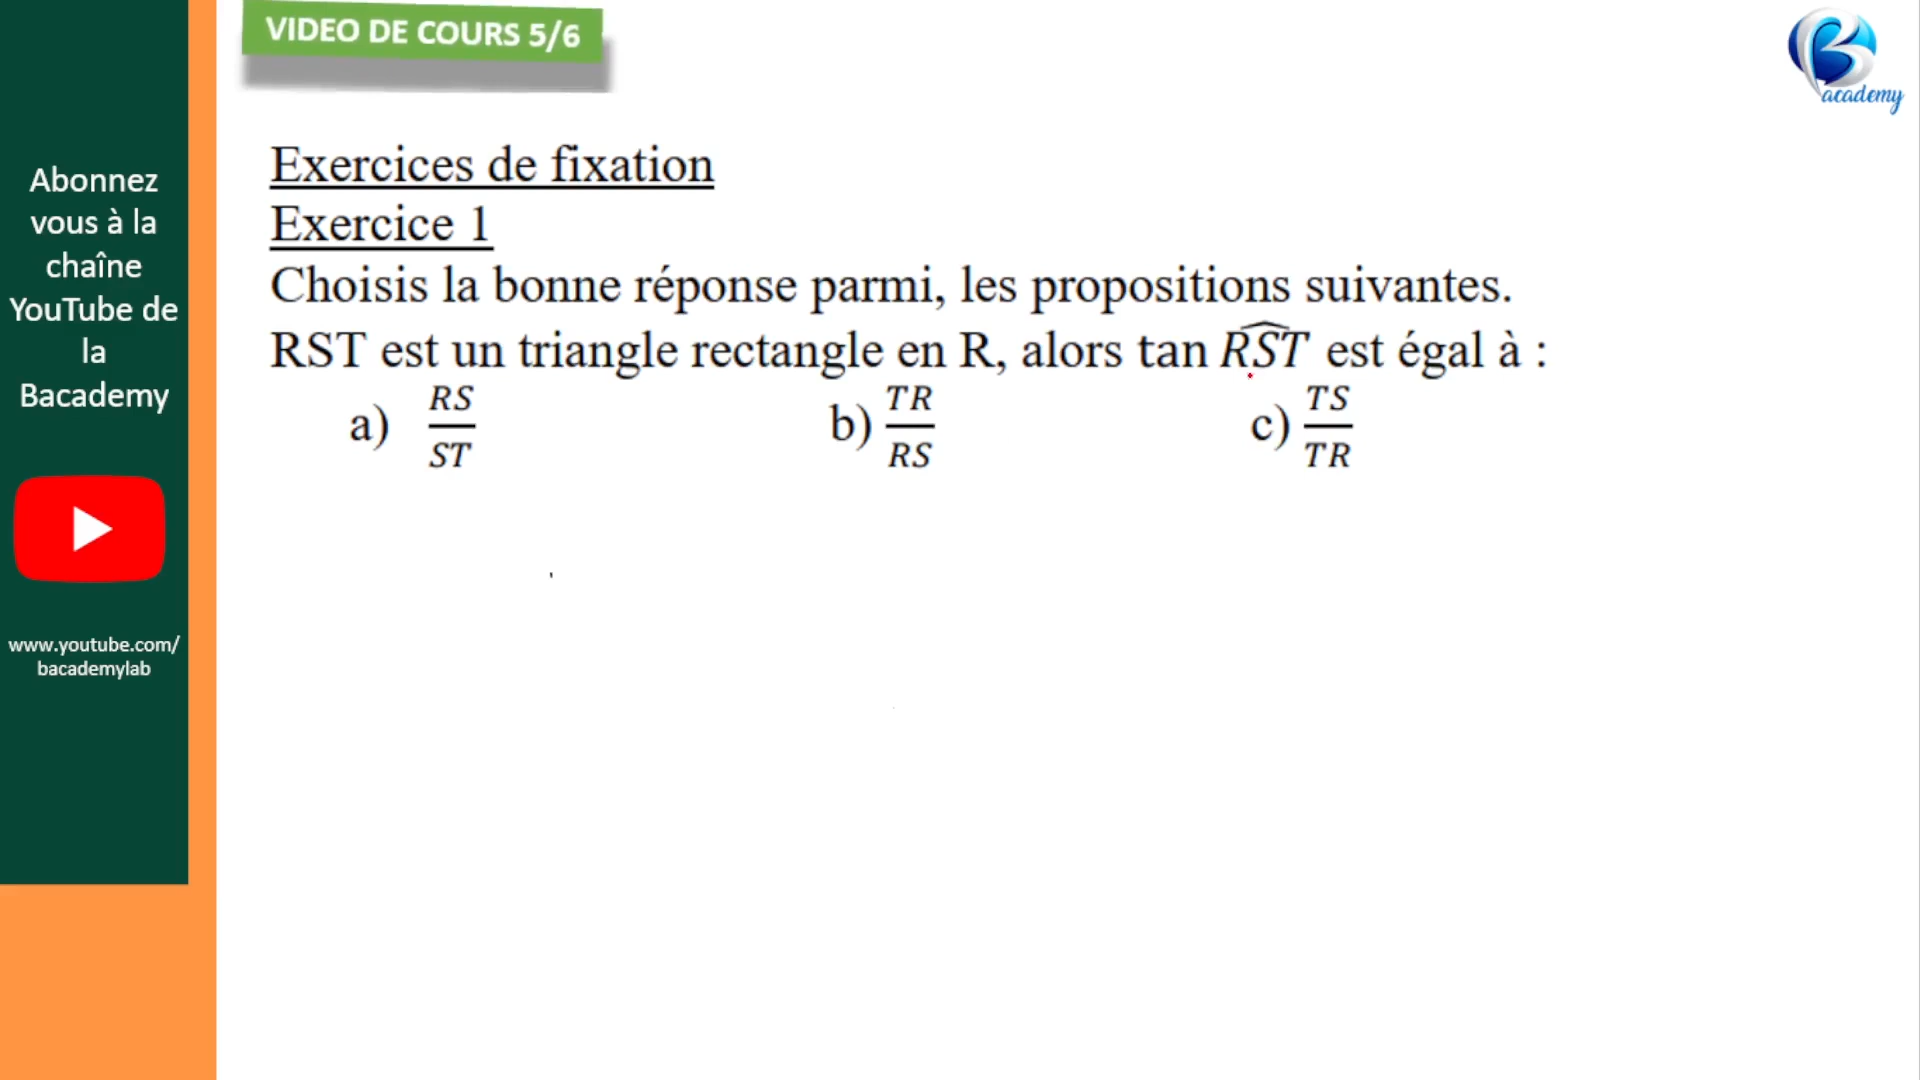 VIDEO DE COURS 5/6
academy
Abonnez
vous à la
chaîne
YouTube de
la
Bacademy
www.youtube.com/
bacademylab
Exercices de fixation
Exercice 1
Choisis la bonne réponse parmi, les propositions suivantes.
RST est un triangle rectangle en R, alors tan \widehat{RST} est égal à :
a) RS/ST b) TR/RS c) TS/TR